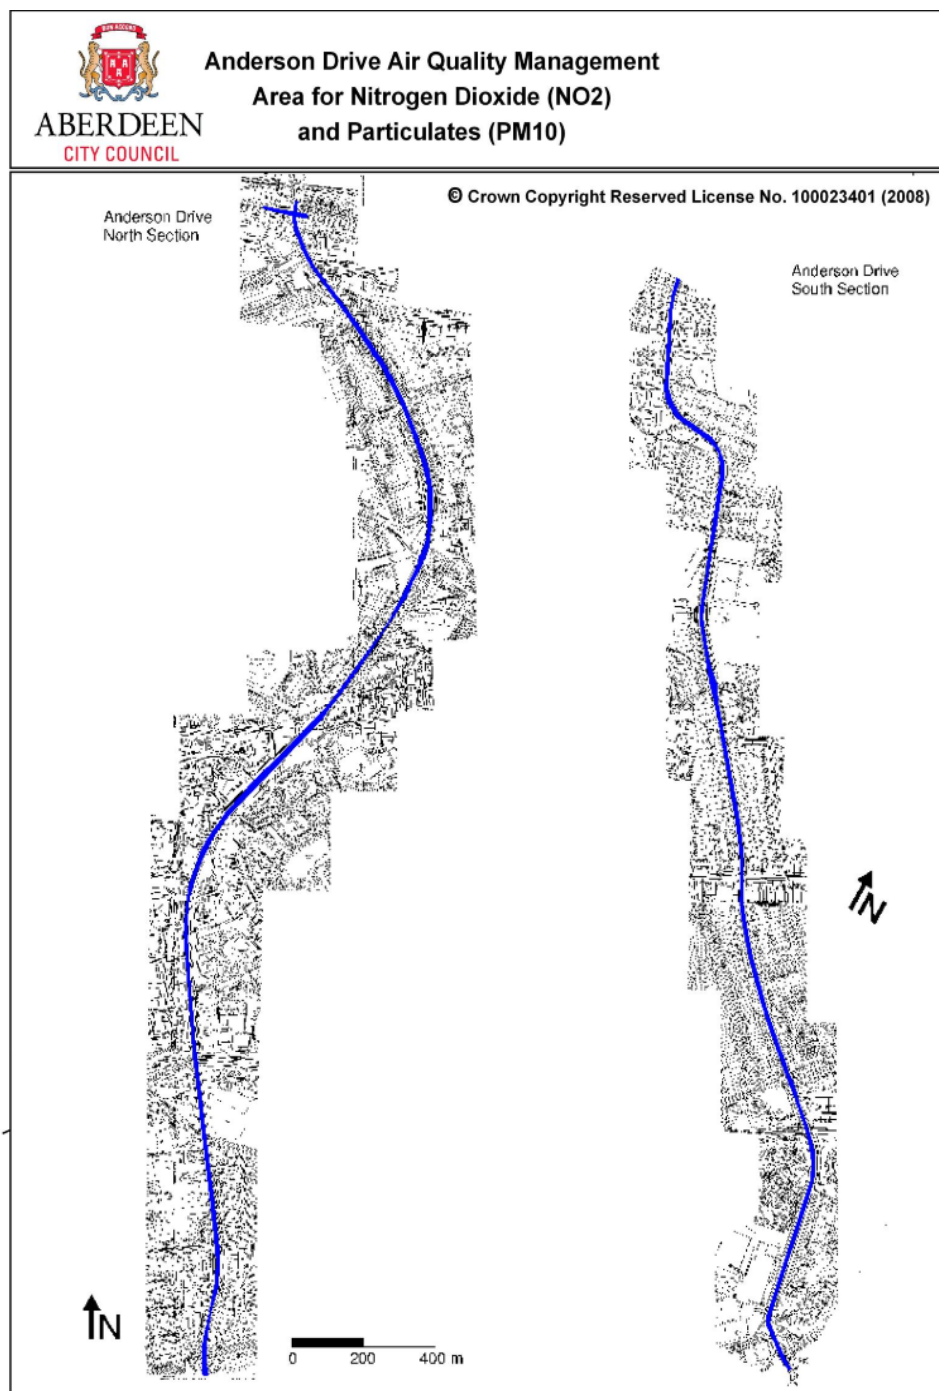 BON ACCORD
ABERDEEN
CITY COUNCIL
Anderson Drive Air Quality Management
Area for Nitrogen Dioxide (NO2)
and Particulates (PM10)
© Crown Copyright Reserved License No. 100023401 (2008)
Anderson Drive
North Section
Anderson Drive
South Section
N
N
0 200 400 m